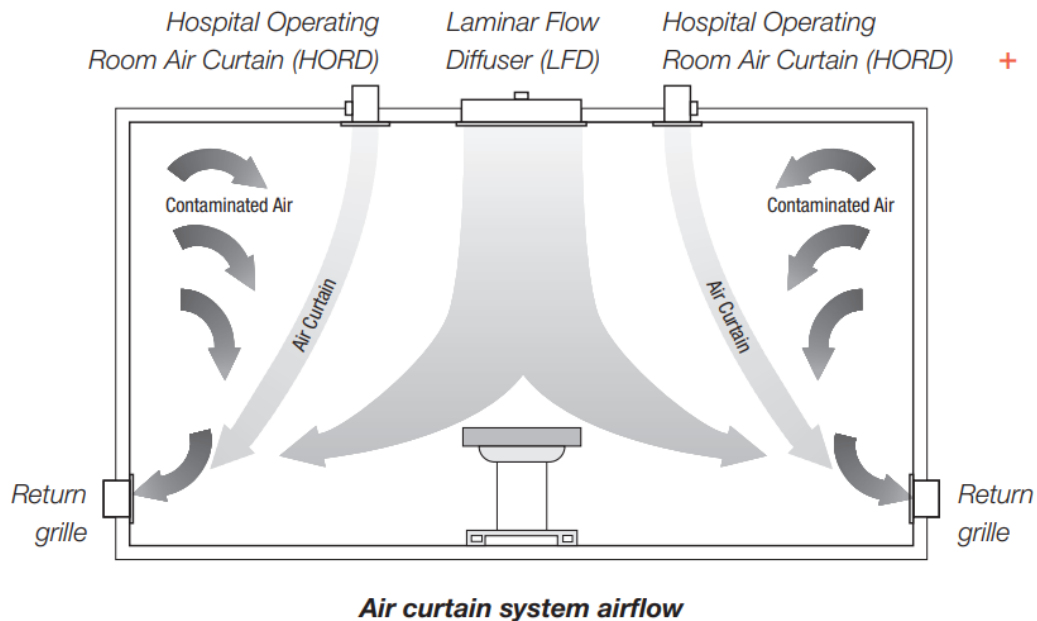 Hospital Operating
Room Air Curtain (HORD)
Laminar Flow
Diffuser (LFD)
Hospital Operating
Room Air Curtain (HORD)
+
Contaminated Air
Contaminated Air
Air Curtain
Air Curtain
Return
grille
Return
grille
Air curtain system airflow